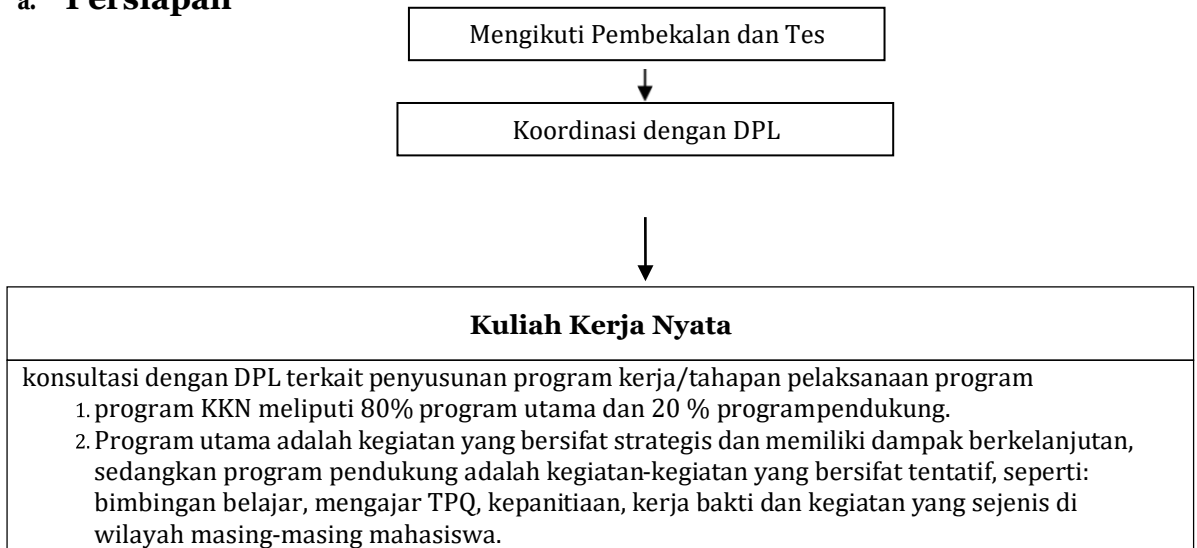 a. Persiapan
Mengikuti Pembekalan dan Tes
Koordinasi dengan DPL
Kuliah Kerja Nyata
konsultasi dengan DPL terkait penyusunan program kerja/tahapan pelaksanaan program
1. program KKN meliputi 80% program utama dan 20 % programpendukung.
2. Program utama adalah kegiatan yang bersifat strategis dan memiliki dampak berkelanjutan,
sedangkan program pendukung adalah kegiatan-kegiatan yang bersifat tentatif, seperti:
bimbingan belajar, mengajar TPQ, kepanitiaan, kerja bakti dan kegiatan yang sejenis di
wilayah masing-masing mahasiswa.